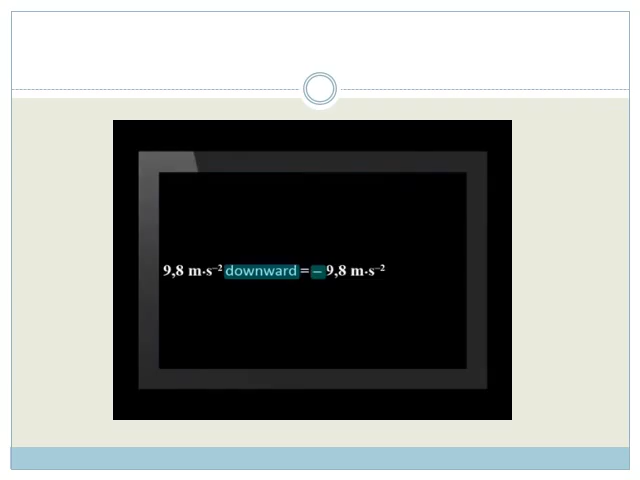 9,8 m·s⁻² downward = – 9,8 m·s⁻²